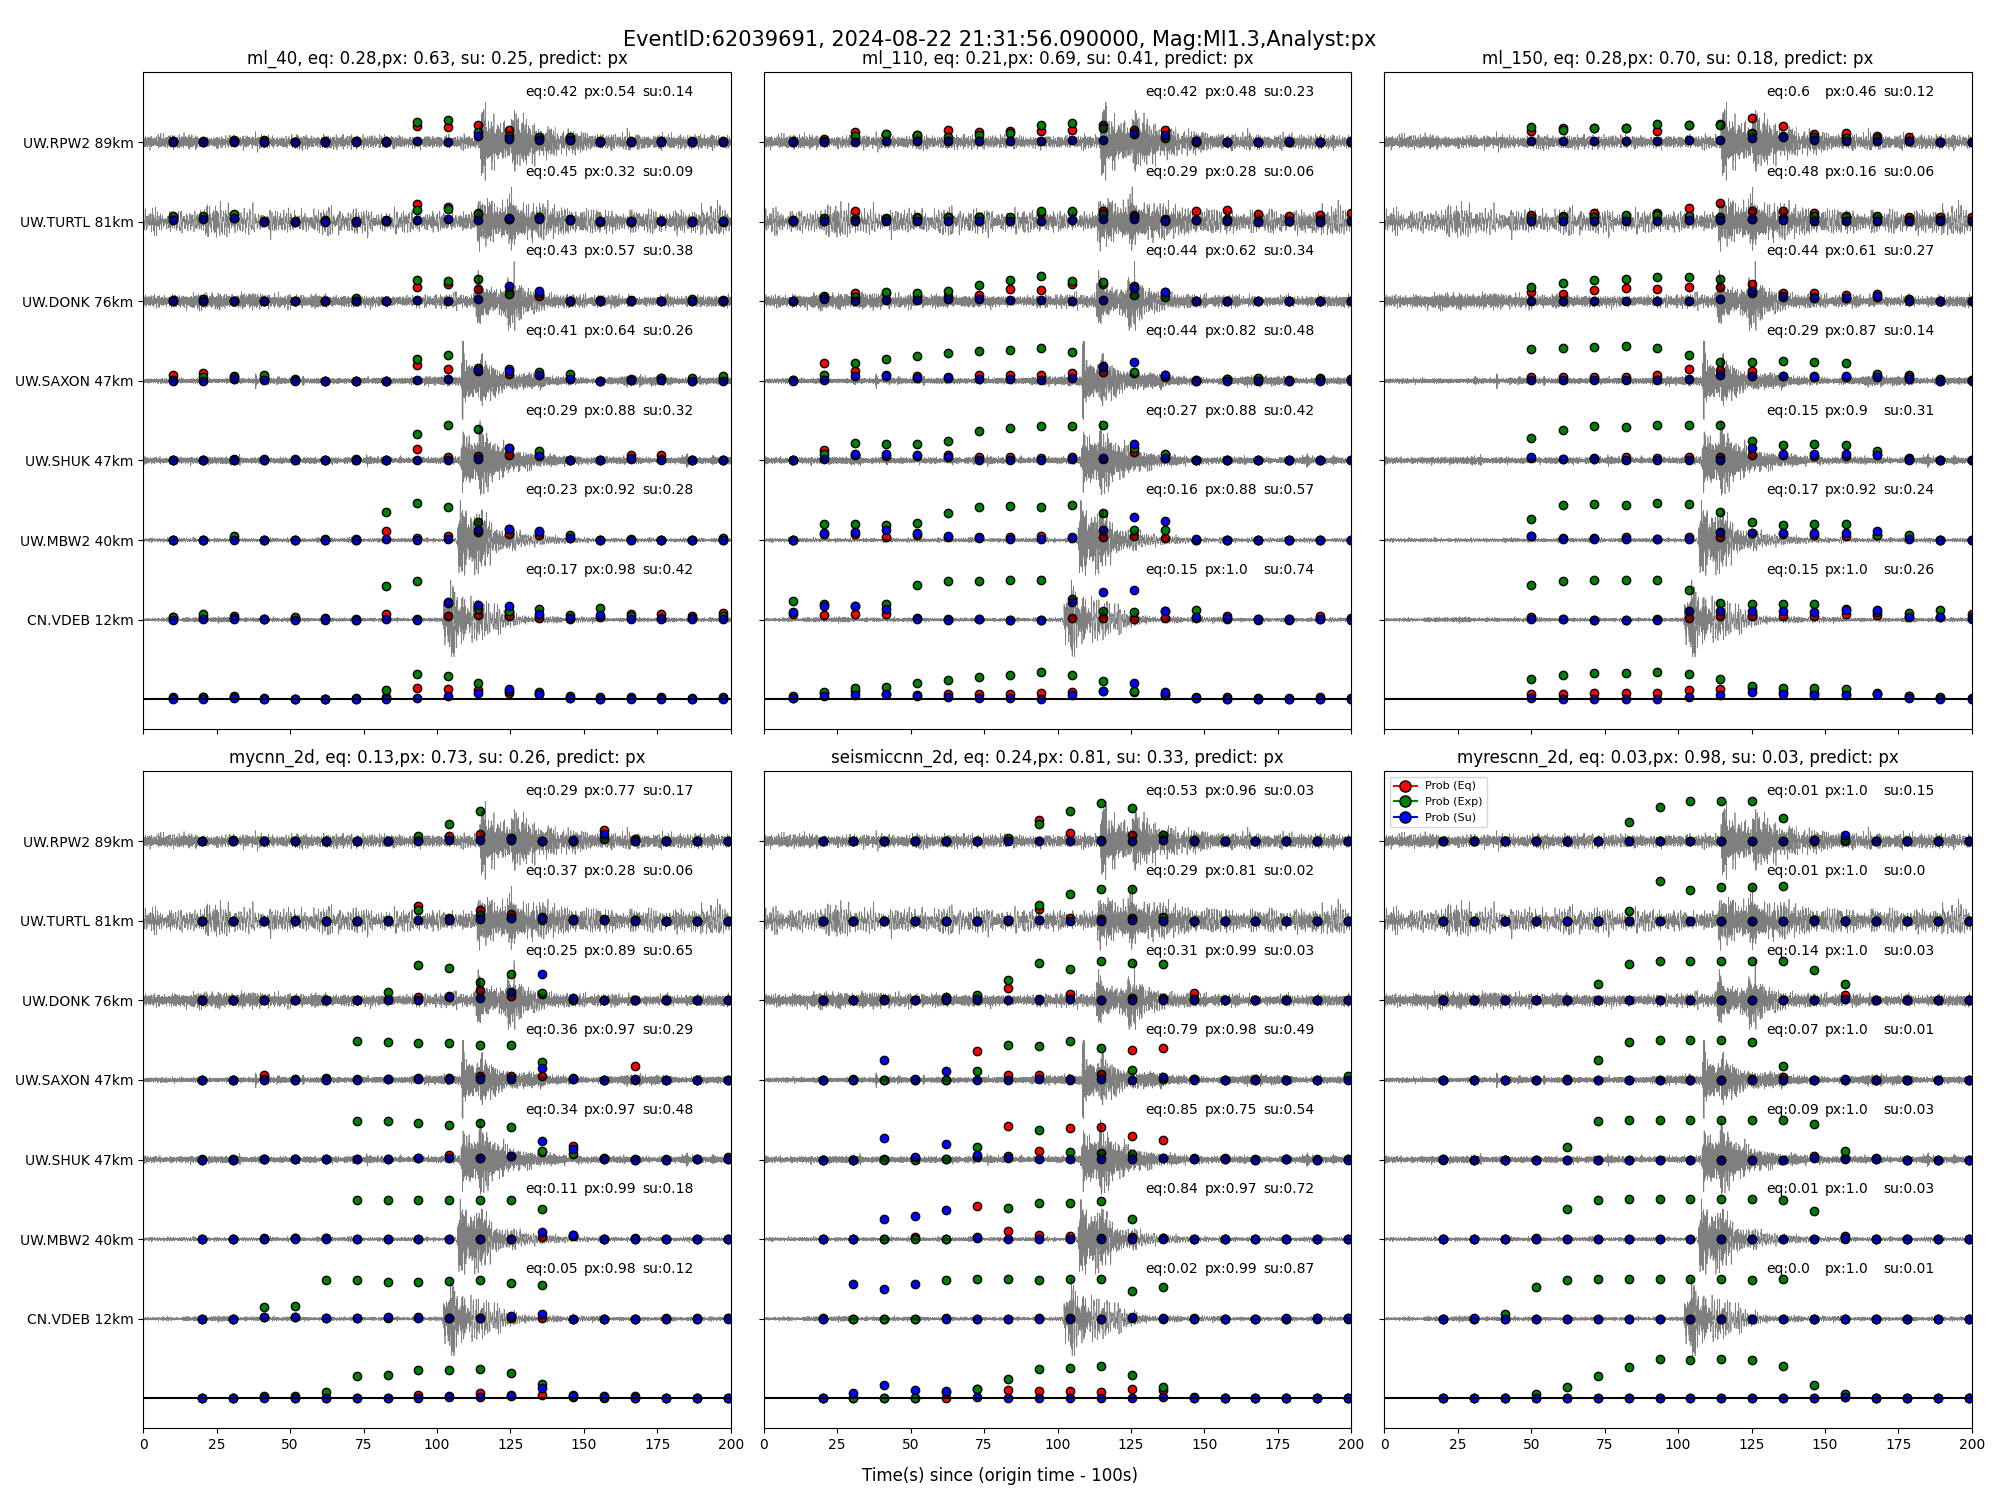 EventID:62039691, 2024-08-22 21:31:56.090000, Mag:Ml1.3,Analyst:px
ml_40, eq: 0.28,px: 0.63, su: 0.25, predict: px
UW.RPW2 89km
eq:0.42 px:0.54 su:0.14
UW.TURTL 81km
eq:0.45 px:0.32 su:0.09
UW.DONK 76km
eq:0.43 px:0.57 su:0.38
UW.SAXON 47km
eq:0.41 px:0.64 su:0.26
UW.SHUK 47km
eq:0.29 px:0.88 su:0.32
UW.MBW2 40km
eq:0.23 px:0.92 su:0.28
CN.VDEB 12km
eq:0.17 px:0.98 su:0.42
ml_110, eq: 0.21,px: 0.69, su: 0.41, predict: px
eq:0.42 px:0.48 su:0.23
eq:0.29 px:0.28 su:0.06
eq:0.44 px:0.62 su:0.34
eq:0.44 px:0.82 su:0.48
eq:0.27 px:0.88 su:0.42
eq:0.16 px:0.88 su:0.57
eq:0.15 px:1.0 su:0.74
ml_150, eq: 0.28,px: 0.70, su: 0.18, predict: px
eq:0.6 px:0.46 su:0.12
eq:0.48 px:0.16 su:0.06
eq:0.44 px:0.61 su:0.27
eq:0.29 px:0.87 su:0.14
eq:0.15 px:0.9 su:0.31
eq:0.17 px:0.92 su:0.24
eq:0.15 px:1.0 su:0.26
mycnn_2d, eq: 0.13,px: 0.73, su: 0.26, predict: px
UW.RPW2 89km
eq:0.29 px:0.77 su:0.17
UW.TURTL 81km
eq:0.37 px:0.28 su:0.06
UW.DONK 76km
eq:0.25 px:0.89 su:0.65
UW.SAXON 47km
eq:0.36 px:0.97 su:0.29
UW.SHUK 47km
eq:0.34 px:0.97 su:0.48
UW.MBW2 40km
eq:0.11 px:0.99 su:0.18
CN.VDEB 12km
eq:0.05 px:0.98 su:0.12
0 25 50 75 100 125 150 175 200
seismiccnn_2d, eq: 0.24,px: 0.81, su: 0.33, predict: px
eq:0.53 px:0.96 su:0.03
eq:0.29 px:0.81 su:0.02
eq:0.31 px:0.99 su:0.03
eq:0.79 px:0.98 su:0.49
eq:0.85 px:0.75 su:0.54
eq:0.84 px:0.97 su:0.72
eq:0.02 px:0.99 su:0.87
0 25 50 75 100 125 150 175 200
myrescnn_2d, eq: 0.03,px: 0.98, su: 0.03, predict: px
Prob (Eq)
Prob (Exp)
Prob (Su)
eq:0.01 px:1.0 su:0.15
eq:0.01 px:1.0 su:0.0
eq:0.14 px:1.0 su:0.03
eq:0.07 px:1.0 su:0.01
eq:0.09 px:1.0 su:0.03
eq:0.01 px:1.0 su:0.03
eq:0.0 px:1.0 su:0.01
0 25 50 75 100 125 150 175 200
Time(s) since (origin time - 100s)